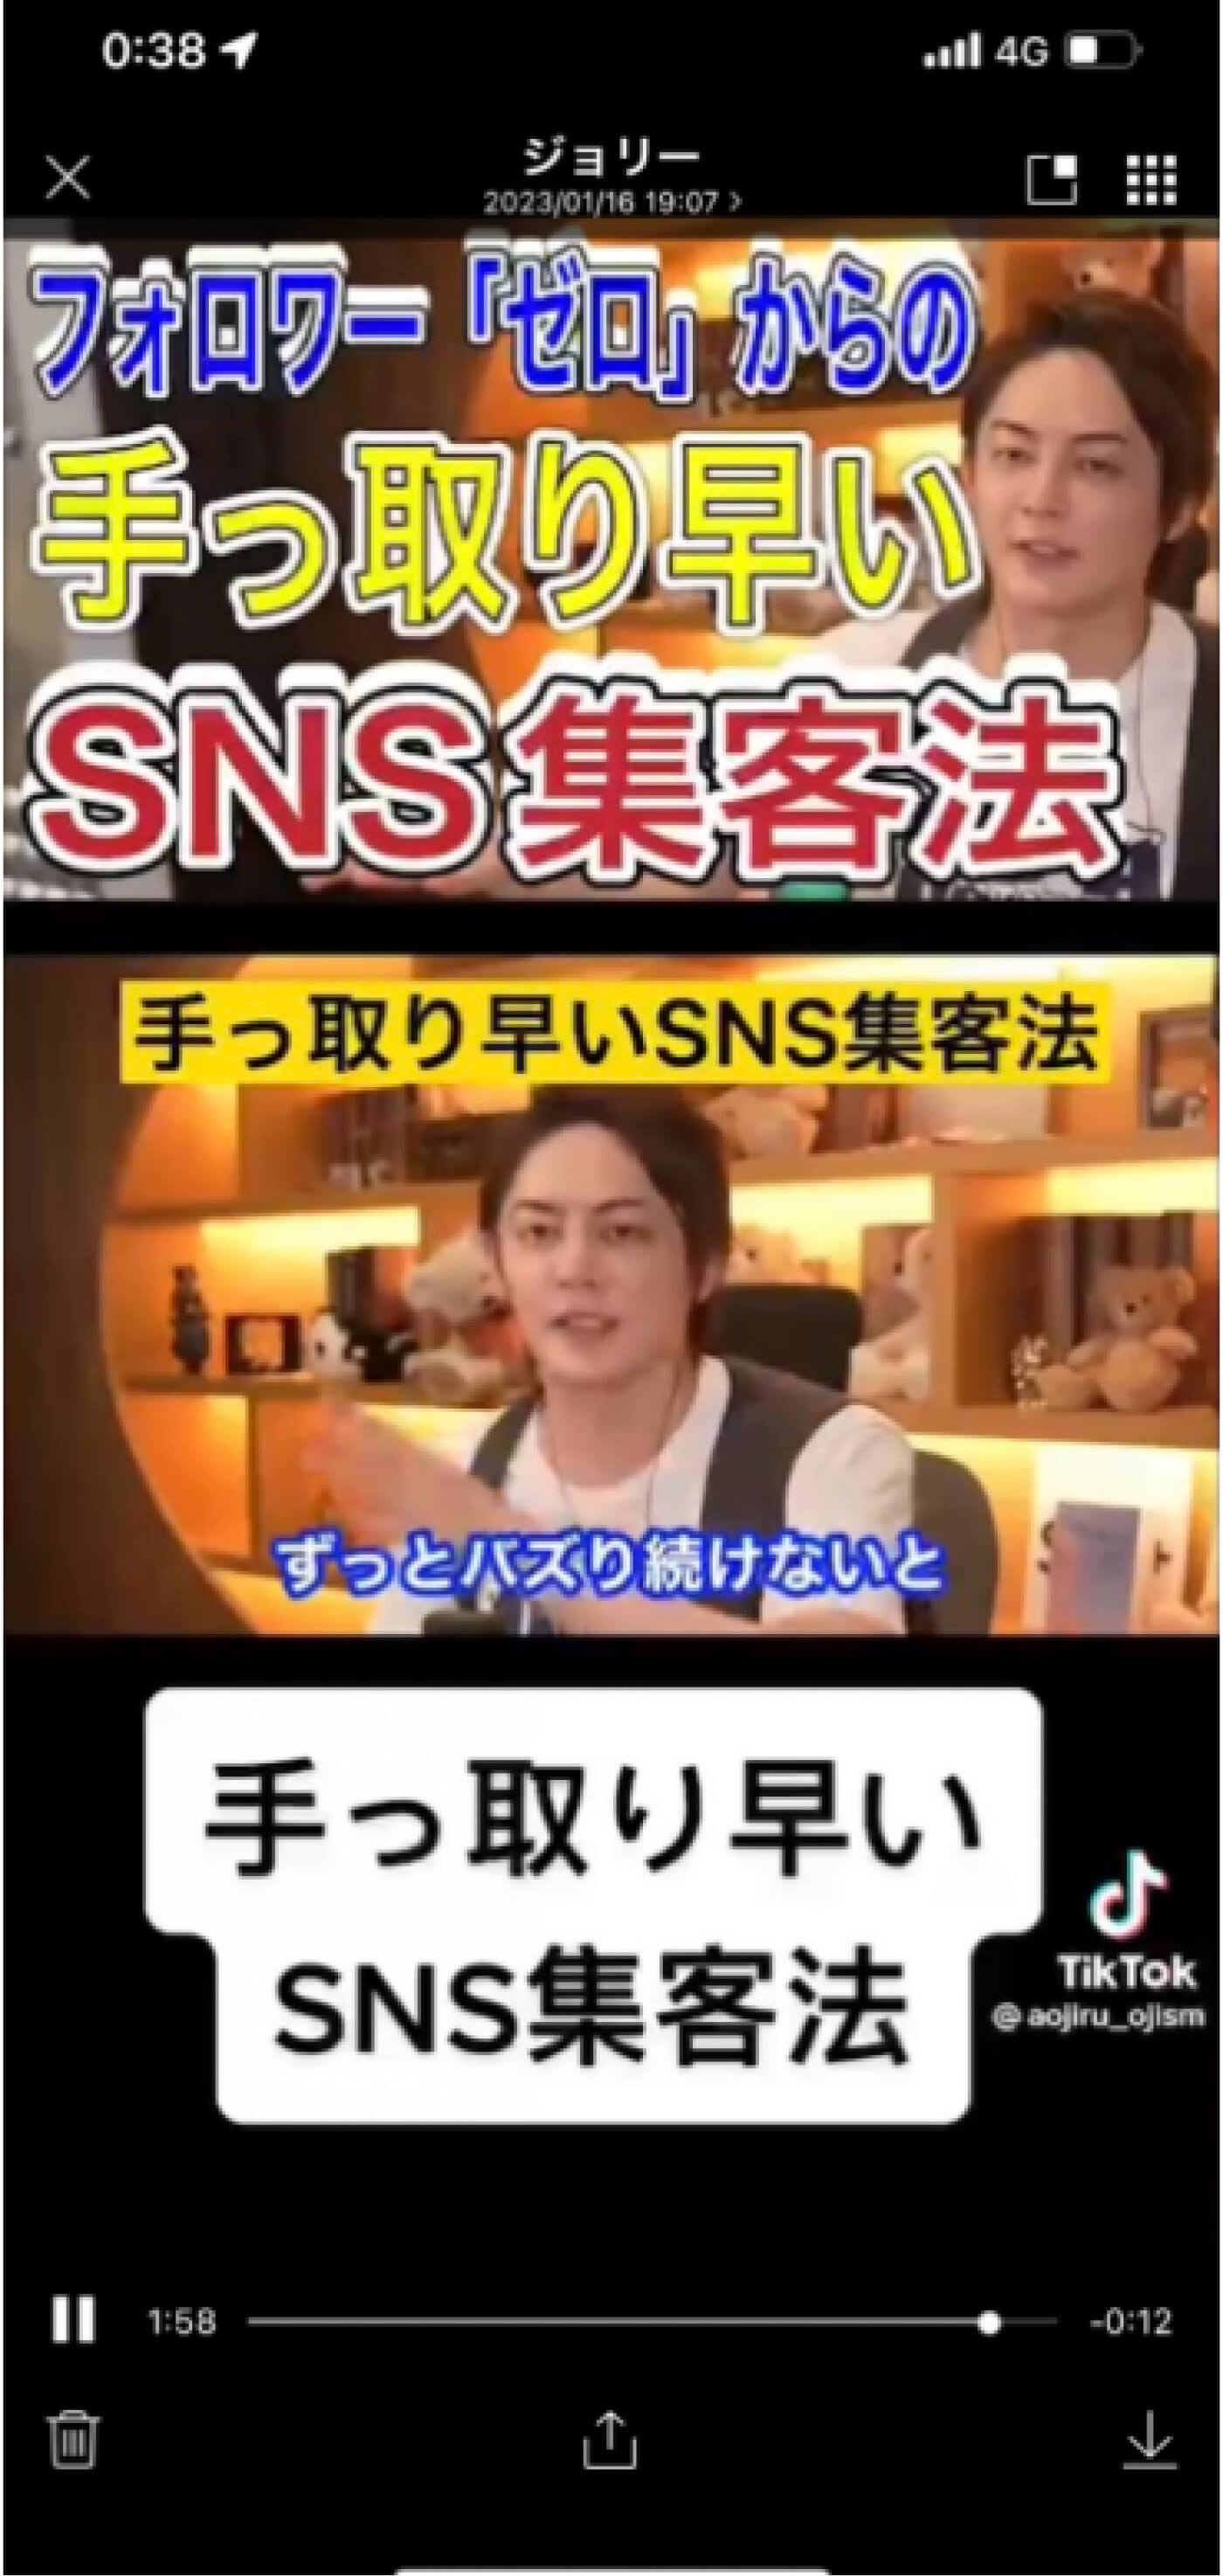 0:38
4G
ジョリー
2023/01/16 19:07 >
フォロワー「ゼロ」からの
手っ取り早い
SNS集客法
手っ取り早いSNS集客法
ずっとバズり続けないと
手っ取り早い
SNS集客法
TikTok
@aojiru_ojism
1:58
-0:12